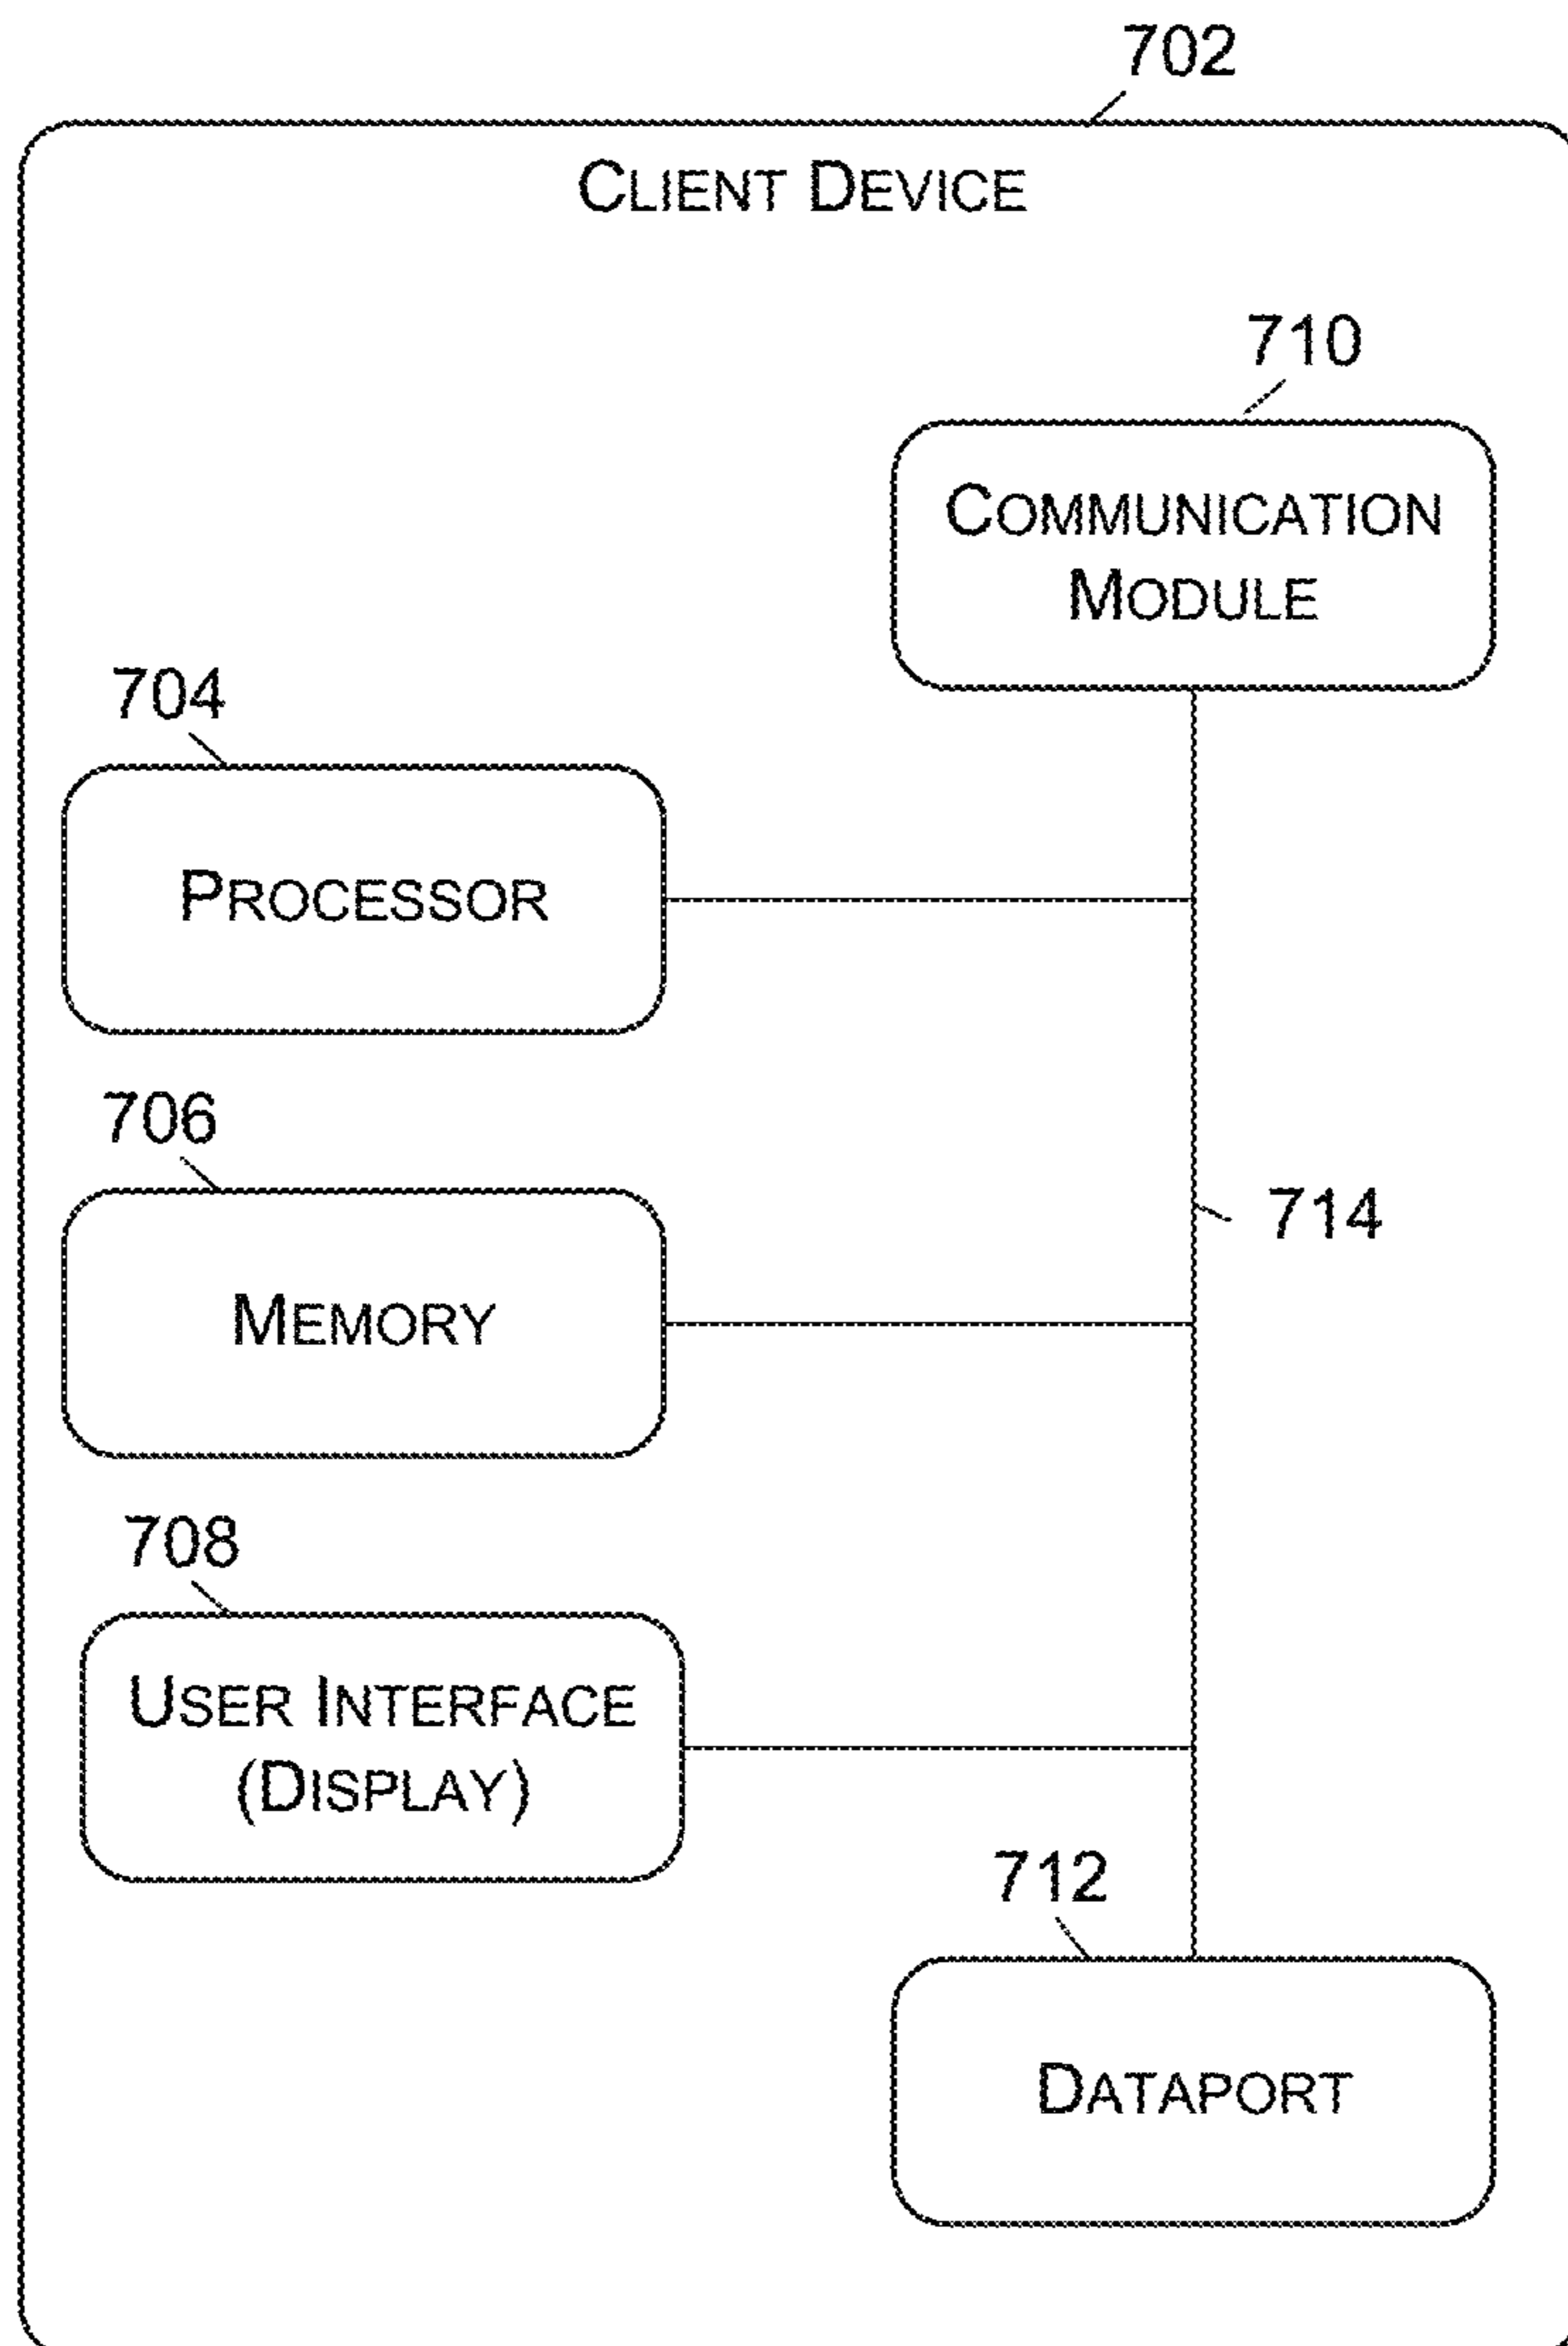 702
CLIENT DEVICE
710
COMMUNICATION
MODULE
704
PROCESSOR
706
714
MEMORY
708
USER INTERFACE
(DISPLAY)
712
DATAPORT